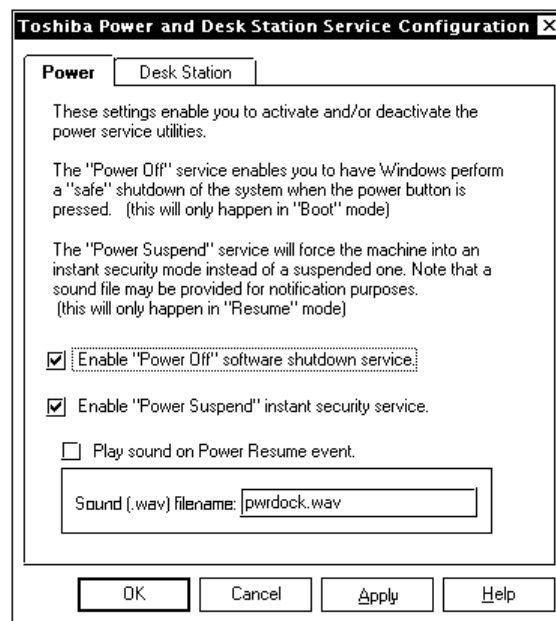 Toshiba Power and Desk Station Service Configuration
Power
Desk Station
These settings enable you to activate and/or deactivate the
power service utilities.
The "Power Off" service enables you to have Windows perform
a "safe" shutdown of the system when the power button is
pressed. (this will only happen in "Boot" mode)
The "Power Suspend" service will force the machine into an
instant security mode instead of a suspended one. Note that a
sound file may be provided for notification purposes.
(this will only happen in "Resume" mode)
Enable "Power Off" software shutdown service.
Enable "Power Suspend" instant security service.
Play sound on Power Resume event.
Sound (.wav) filename: pwrdock.wav
OK
Cancel
Apply
Help